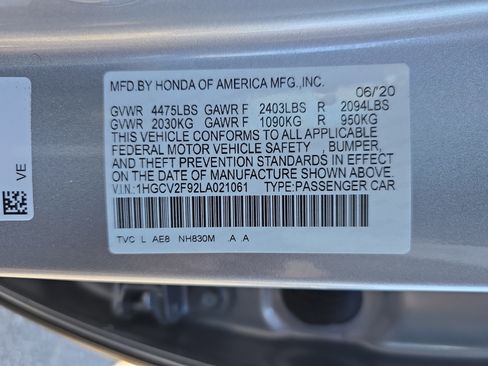 MFD.BY HONDA OF AMERICA MFG.,INC.
06/20
GVWR 4475LBS GAWR F 2403LBS R 2094LBS
GVWR 2030KG GAWR F 1090KG R 950KG
THIS VEHICLE CONFORMS TO ALL APPLICABLE
FEDERAL MOTOR VEHICLE SAFETY , BUMPER,
AND THEFT PREVENTION STANDARDS IN EFFECT
ON THE DATE OF MANUFACTURE SHOWN ABOVE.
V.I.N.:1HGCV2F92LA021061 TYPE:PASSENGER CAR
TVC L AE8 NH830M .A .A
VE